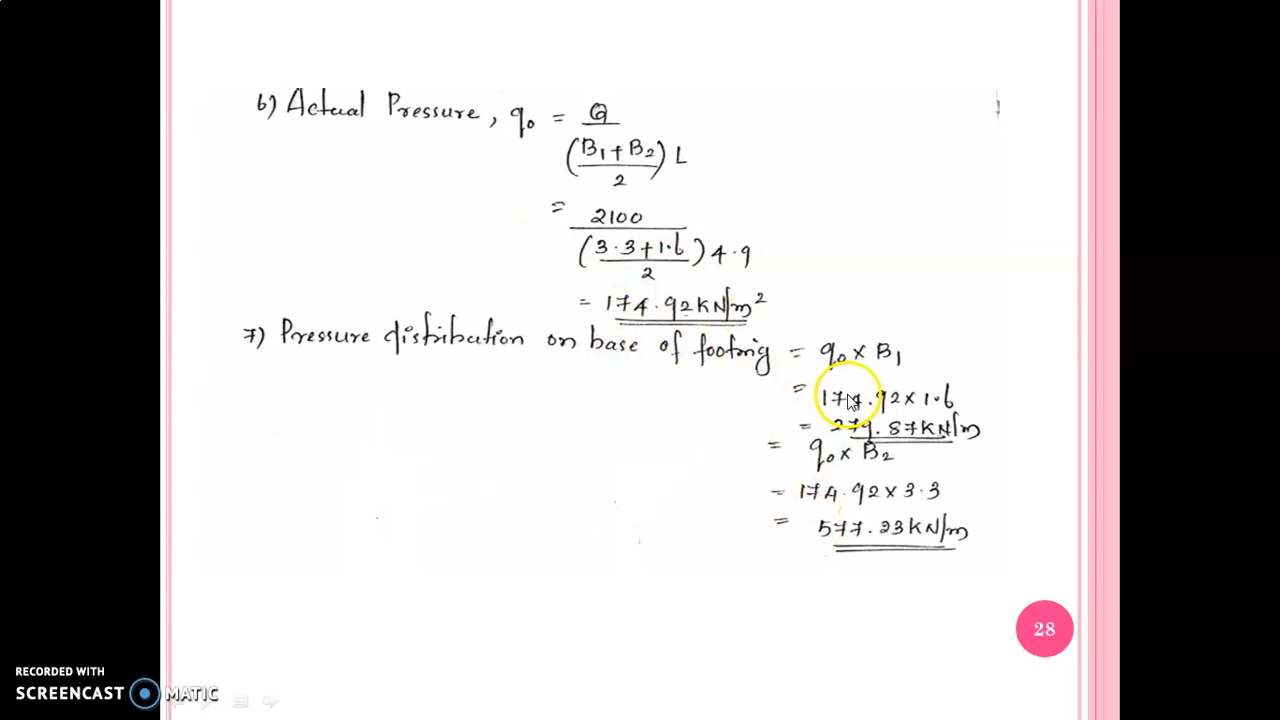 6) Actual Pressure, q₀ = Q
(B₁ + B₂) L
2
= 2100
(3.3+1.6) 4.9
2
= 174.92 KN/m²
7) Pressure distribution on base of footing = q₀ × B₁
= 174.92 × 1.6
= 279.87 KN/m
= q₀ × B₂
= 174.92 × 3.3
= 577.23 KN/m
28
RECORDED WITH
SCREENCAST MATIC